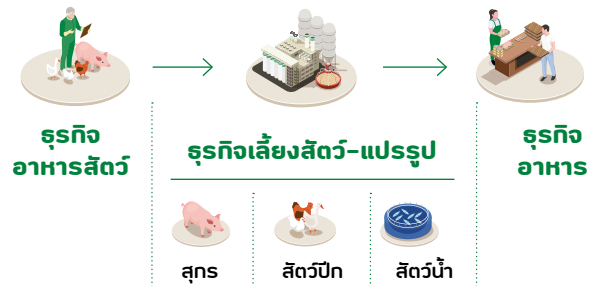 ธุรกิจ
อาหารสัตว์
ธุรกิจเลี้ยงสัตว์-แปรรูป
ธุรกิจ
อาหาร
สุกร
สัตว์ปีก
สัตว์น้ำ